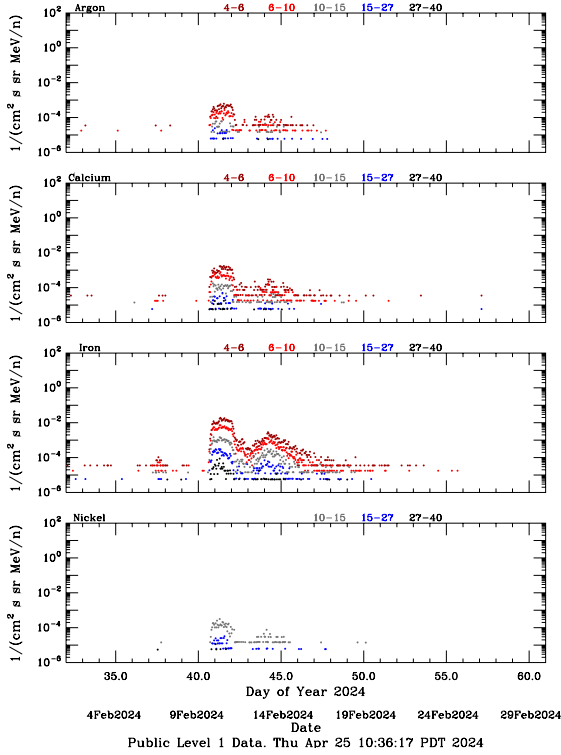 Argon 4-6 6-10 10-15 15-27 27-40
10² 
10⁰
10⁻²
10⁻⁴
10⁻⁶
1/(cm² s sr MeV/n)
Calcium 4-6 6-10 10-15 15-27 27-40
10²
10⁰
10⁻²
10⁻⁴
10⁻⁶
1/(cm² s sr MeV/n)
Iron 4-6 6-10 10-15 15-27 27-40
10²
10⁰
10⁻²
10⁻⁴
10⁻⁶
1/(cm² s sr MeV/n)
Nickel 10-15 15-27 27-40
10²
10⁰
10⁻²
10⁻⁴
10⁻⁶
1/(cm² s sr MeV/n)
35.0 40.0 45.0 50.0 55.0 60.0
Day of Year 2024
4Feb2024 9Feb2024 14Feb2024 19Feb2024 24Feb2024 29Feb2024
Date
Public Level 1 Data. Thu Apr 25 10:36:17 PDT 2024